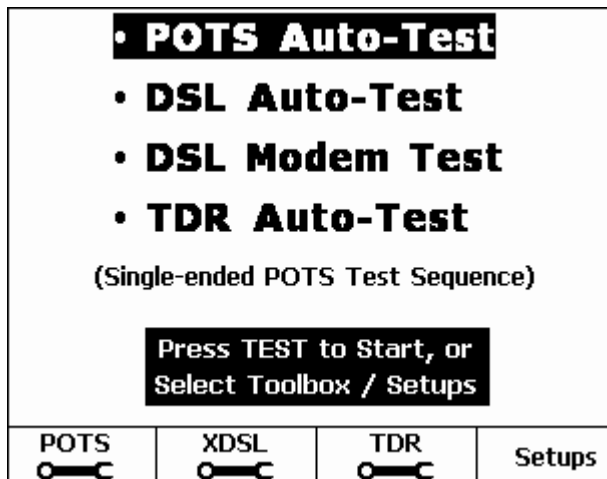 • POTS Auto-Test
• DSL Auto-Test
• DSL Modem Test
• TDR Auto-Test
(Single-ended POTS Test Sequence)
Press TEST to Start, or
Select Toolbox / Setups
POTS XDSL TDR Setups